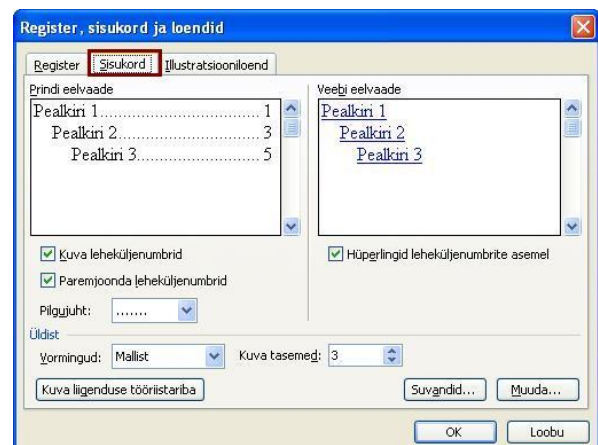 Register, sisukord ja loendid
Register Sisukord Illustratsiooniloend
Prindi eelvaade
Pealkiri 1.............................. 1
Pealkiri 2.......................... 3
Pealkiri 3...................... 5
Veebi eelvaade
Pealkiri 1
Pealkiri 2
Pealkiri 3
Kuva leheküljenumbrid
Paremjoonda leheküljenumbrid
Pilgujuht: .......
Hüperlingid leheküljenumbrite asemel
Üldist
Vormingud: Mallist Kuva tasemed: 3
Kuva liigenduse tööriistariba Suvandid... Muuda...
OK Loobu